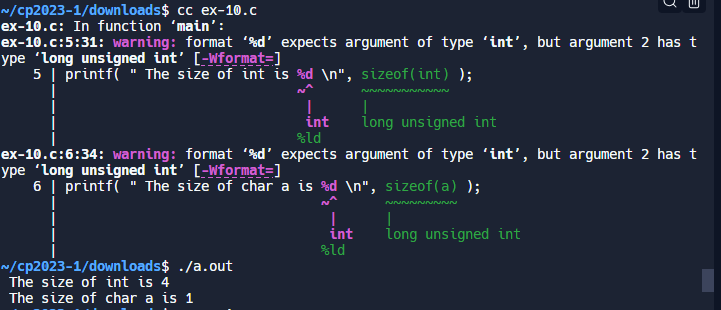 ~/cp2023-1/downloads$ cc ex-10.c
ex-10.c: In function ‘main’:
ex-10.c:5:31: warning: format ‘%d’ expects argument of type ‘int’, but argument 2 has t
ype ‘long unsigned int’ [-Wformat=]
5 | printf( " The size of int is %d \n", sizeof(int) );
| ~^ ~~~~~~~~~~~
| | |
| int long unsigned int
| %ld
ex-10.c:6:34: warning: format ‘%d’ expects argument of type ‘int’, but argument 2 has t
ype ‘long unsigned int’ [-Wformat=]
6 | printf( " The size of char a is %d \n", sizeof(a) );
| ~^ ~~~~~~~~~
| | |
| int long unsigned int
| %ld
~/cp2023-1/downloads$ ./a.out
The size of int is 4
The size of char a is 1